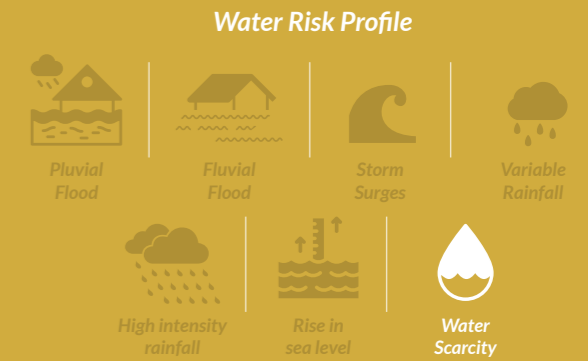 Water Risk Profile
Pluvial
Flood
Fluvial
Flood
Storm
Surges
Variable
Rainfall
High intensity
rainfall
Rise in
sea level
Water
Scarcity